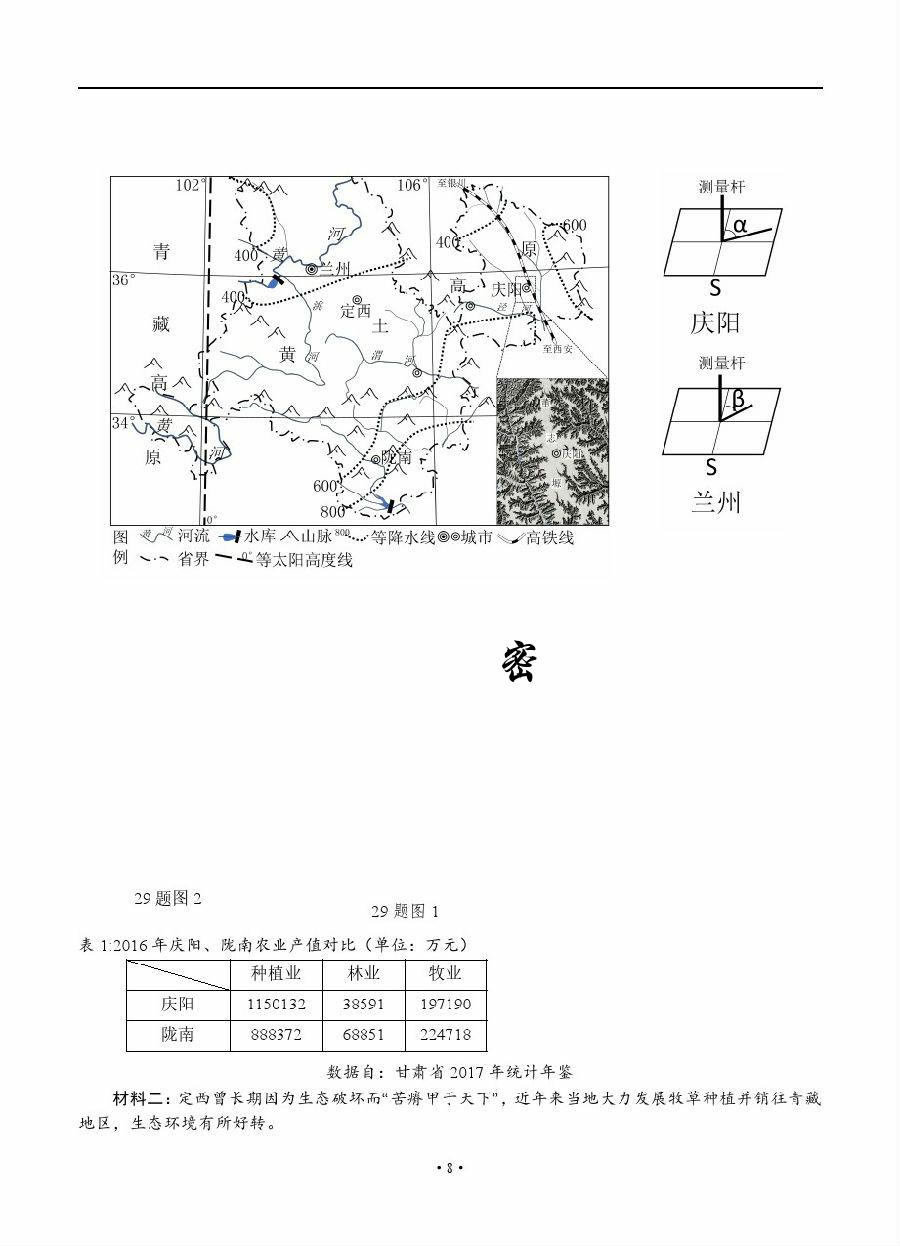 102°
106°
至银川
600
测量杆
α
400
河
原
青
400
黄
兰州
36°
高
庆阳
S
400
洮
定西
泾
河
庆阳
藏
土
至西安
测量杆
黄
河
渭
河
β
高
34°
黄
S
河
原
陇南
志
庆阳
塬
兰州
600
800
0°
图 黄 河 河流 水库 山脉 800 等降水线 城市 高铁线
例 省界 0° 等太阳高度线
密
29 题图 2
29 题图 1
表 1:2016 年庆阳、陇南农业产值对比（单位：万元）
种植业 林业 牧业
庆阳 1150132 38591 197190
陇南 888372 68851 224718
数据自：甘肃省 2017 年统计年鉴
材料二：定西曾长期因为生态破坏而“苦瘠甲于天下”，近年来当地大力发展牧草种植并销往青藏
地区，生态环境有所好转。
·8·